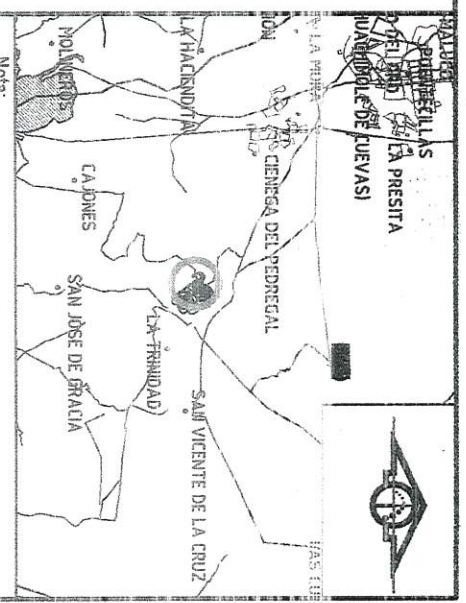 POTRERILLAS
LA PRESITA
HUACHINOLE DE CUEVAS)
LA MURA
CIENEGA DEL PEDREGAL
LA HACIENDITA
MOLINEROS
CAJONES
LA TRINIDAD
SAN VICENTE DE LA CRUZ
SAN JOSE DE GRACIA
Nota: